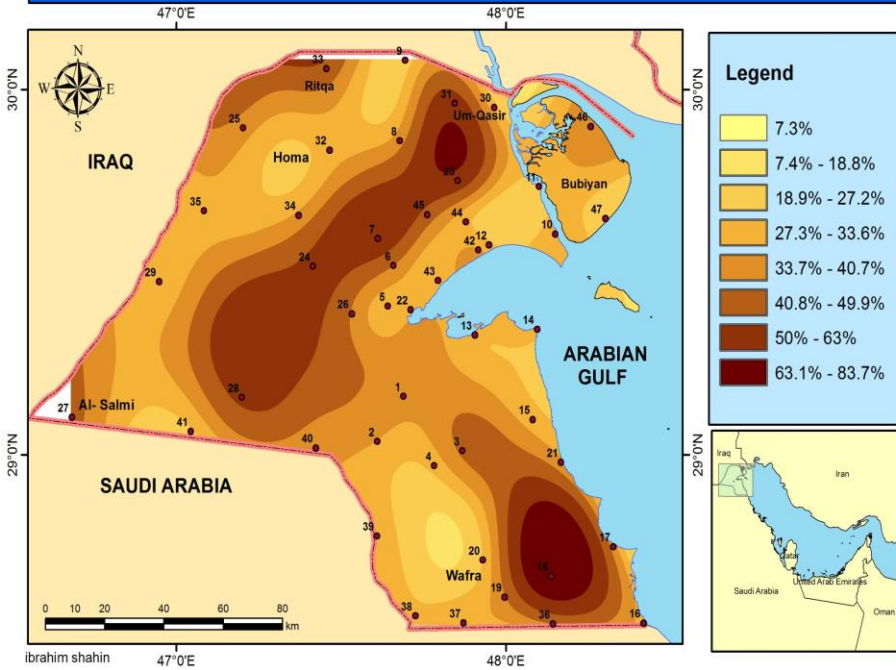 47°0'E
48°0'E
30°0'N
29°0'N
30°0'N
29°0'N
47°0'E
48°0'E
N
W
E
S
IRAQ
SAUDI ARABIA
ARABIAN
GULF
Ritqa
Homa
Um-Qasir
Bubiyan
Al- Salmi
Wafra
33
9
31
30
46
25
32
8
23
11
35
34
45
44
47
7
12
10
42
24
6
29
43
26
5
22
13
14
28
1
27
41
15
40
2
3
4
21
39
20
17
18
19
38
37
36
16
0
20
40
60
80
km
ibrahim shahin
Legend
7.3%
7.4% - 18.8%
18.9% - 27.2%
27.3% - 33.6%
33.7% - 40.7%
40.8% - 49.9%
50% - 63%
63.1% - 83.7%
Iraq
Iran
Qatar
United Arab Emirates
Saudi Arabia
Oman